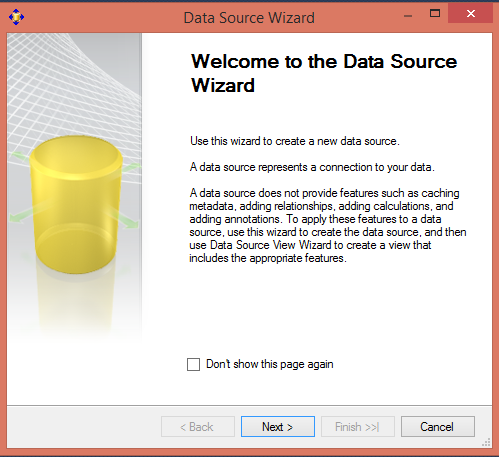 Data Source Wizard
Welcome to the Data Source
Wizard
Use this wizard to create a new data source.
A data source represents a connection to your data.
A data source does not provide features such as caching
metadata, adding relationships, adding calculations, and
adding annotations. To apply these features to a data
source, use this wizard to create the data source, and then
use Data Source View Wizard to create a view that
includes the appropriate features.
Don't show this page again
< Back
Next >
Finish >>|
Cancel